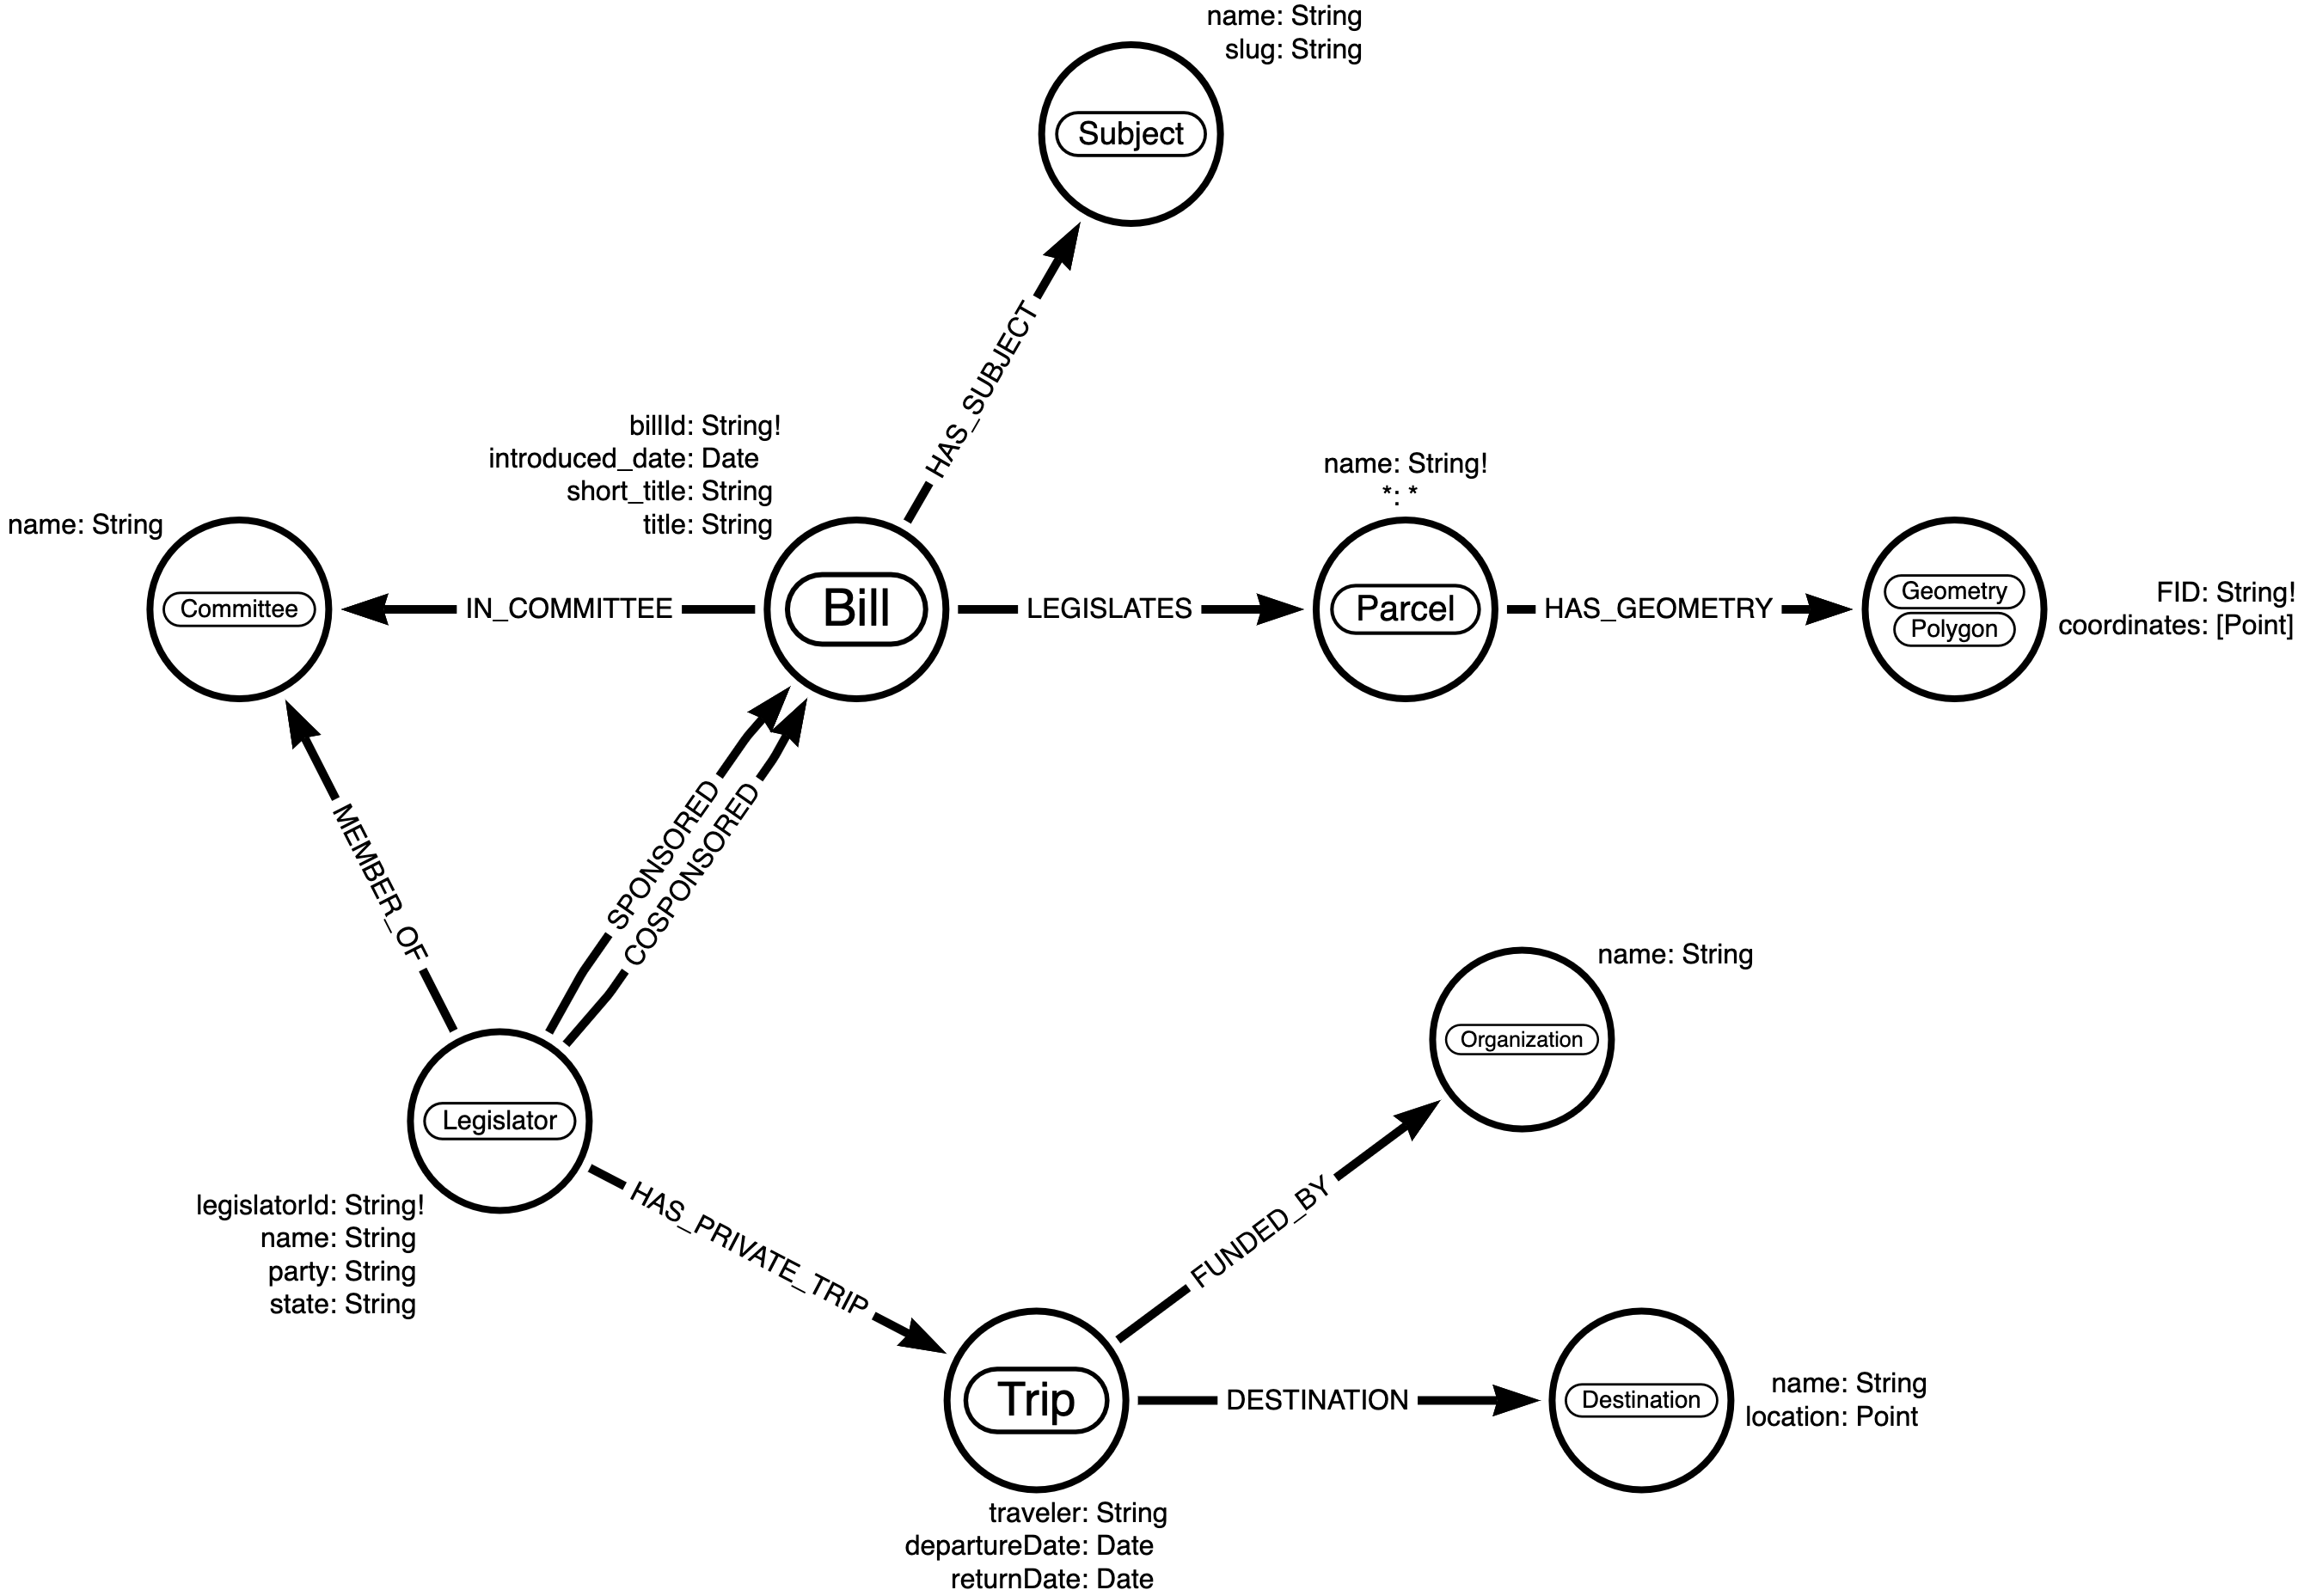 name: String
slug: String
Subject
HAS_SUBJECT
billId: String!
introduced_date: Date
short_title: String
title: String
name: String!
*: *
name: String
Committee
IN_COMMITTEE
Bill
LEGISLATES
Parcel
HAS_GEOMETRY
Geometry
Polygon
FID: String!
coordinates: [Point]
MEMBER_OF
SPONSORED
COSPONSORED
name: String
Organization
Legislator
legislatorId: String!
name: String
party: String
state: String
HAS_PRIVATE_TRIP
FUNDED_BY
Trip
DESTINATION
Destination
name: String
location: Point
traveler: String
departureDate: Date
returnDate: Date